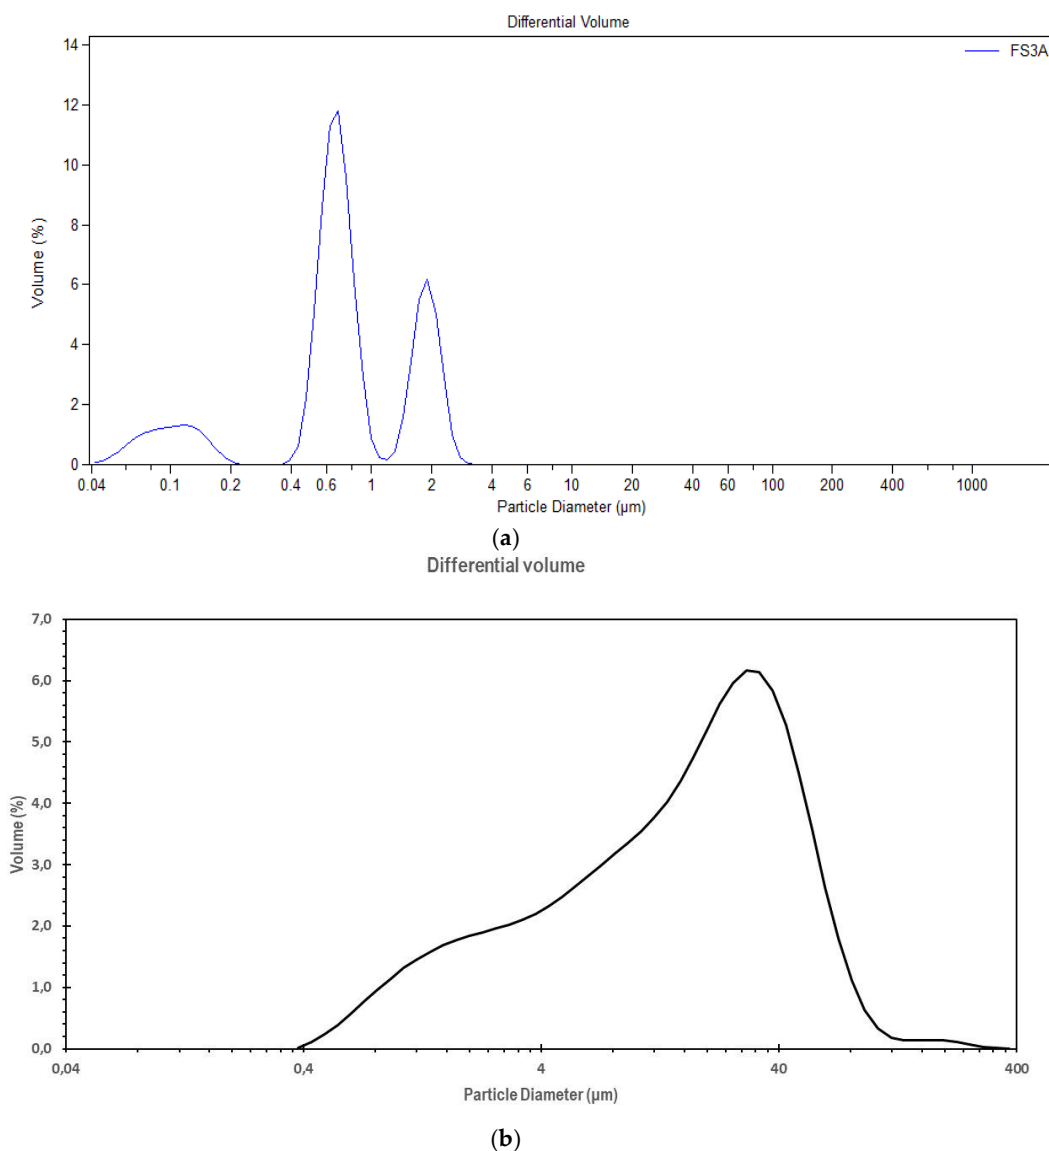 Differential Volume
FS3A
Volume (%)
14
12
10
8
6
4
2
0
0.04 0.1 0.2 0.4 0.6 1 2 4 6 10 20 40 60 100 200 400 1000
Particle Diameter (µm)
(a)
Differential volume
Volume (%)
7,0
6,0
5,0
4,0
3,0
2,0
1,0
0,0
0,04 0,4 4 40 400
Particle Diameter (µm)
(b)